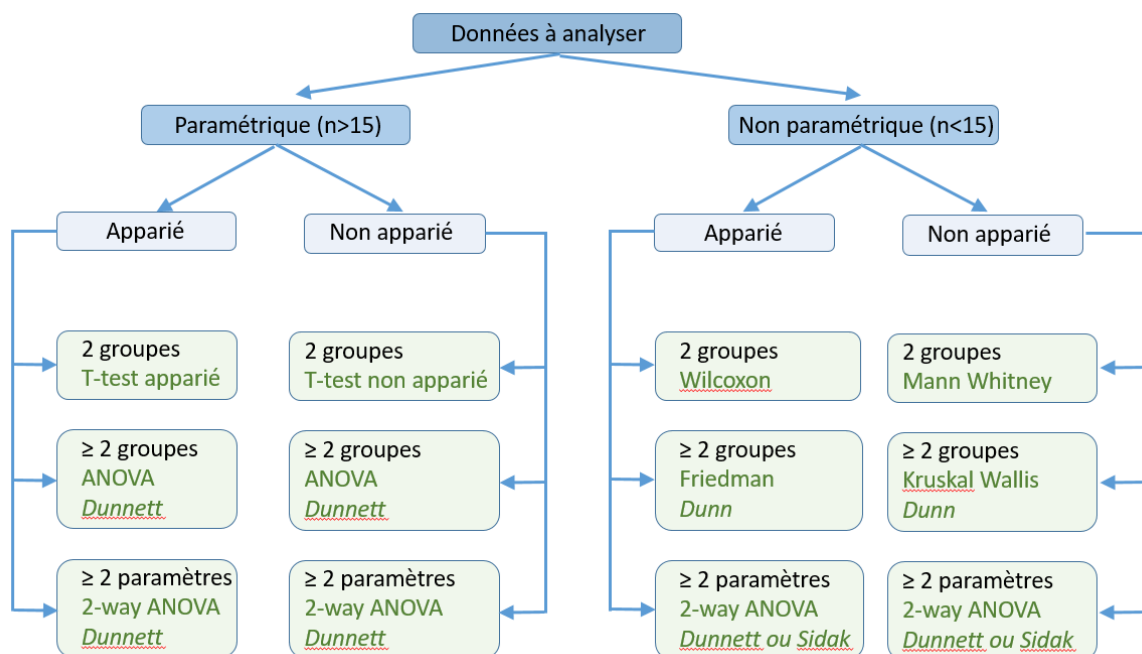 Données à analyser
Paramétrique (n>15)
Non paramétrique (n<15)
Apparié
Non apparié
Apparié
Non apparié
2 groupes
T-test apparié
2 groupes
T-test non apparié
2 groupes
Wilcoxon
2 groupes
Mann Whitney
≥ 2 groupes
ANOVA
Dunnett
≥ 2 groupes
ANOVA
Dunnett
≥ 2 groupes
Friedman
Dunn
≥ 2 groupes
Kruskal Wallis
Dunn
≥ 2 paramètres
2-way ANOVA
Dunnett
≥ 2 paramètres
2-way ANOVA
Dunnett
≥ 2 paramètres
2-way ANOVA
Dunnett ou Sidak
≥ 2 paramètres
2-way ANOVA
Dunnett ou Sidak